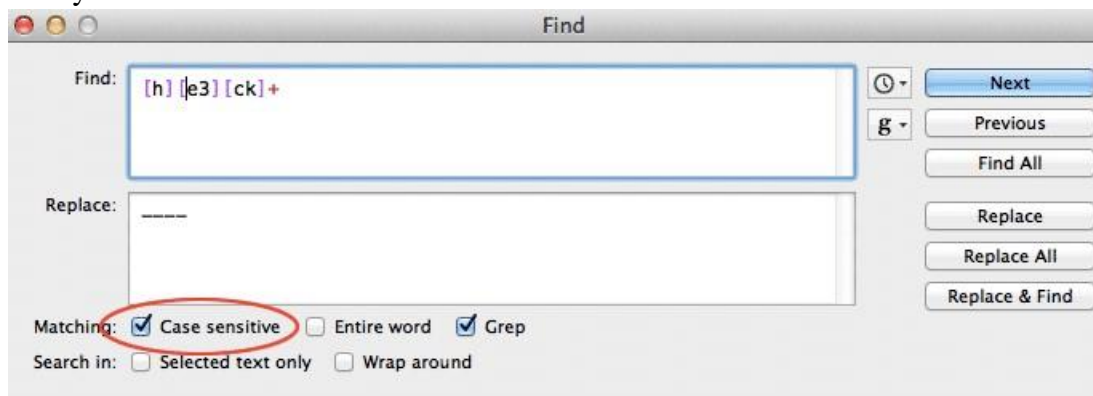 Find
Find: [h][e3][ck]+ g Next
Previous
Find All
Replace: ____ Replace
Replace All
Replace & Find
Matching: Case sensitive Entire word Grep
Search in: Selected text only Wrap around